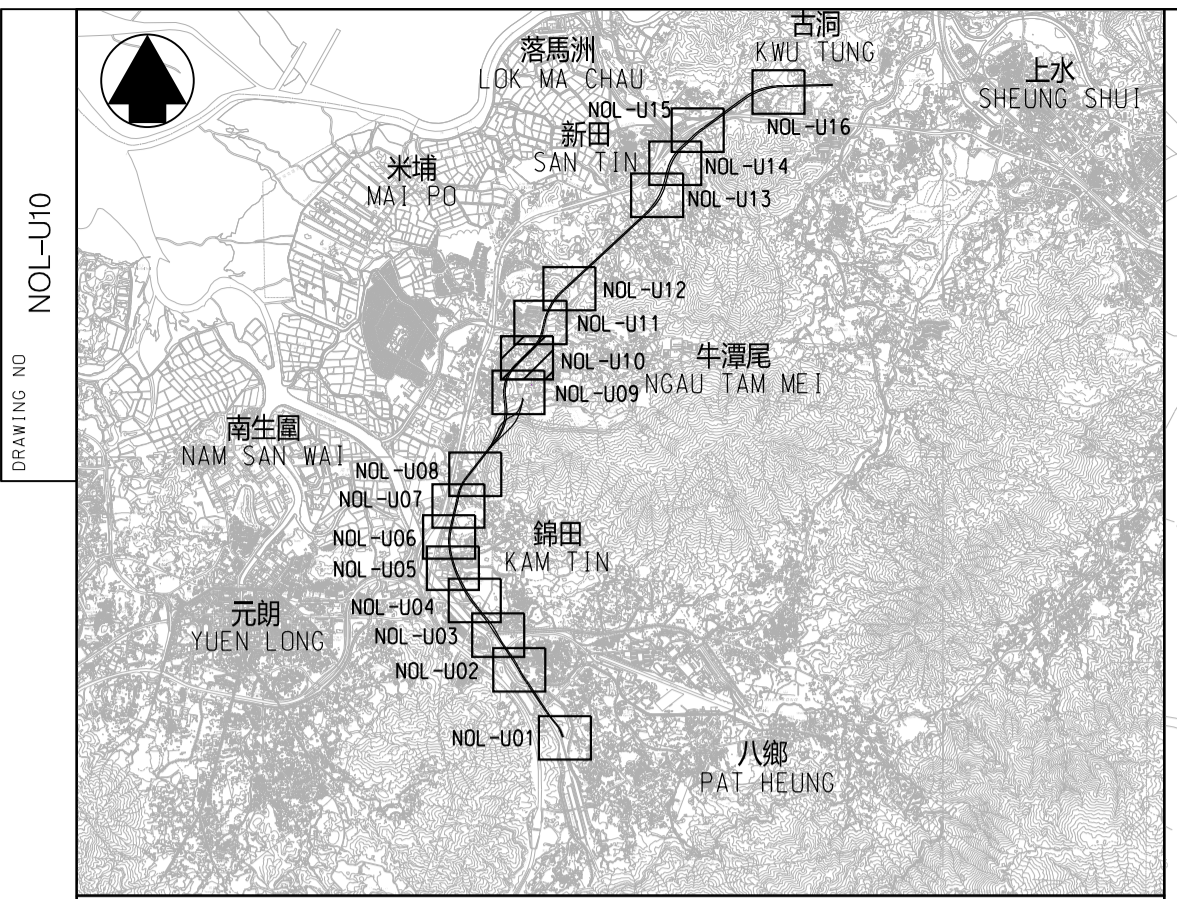 DRAWING NO
NOL-U10
古洞
KWU TUNG
落馬洲
LOK MA CHAU
上水
SHEUNG SHUI
NOL-U15
NOL-U16
新田
SAN TIN
NOL-U14
米埔
MAI PO
NOL-U13
NOL-U12
NOL-U11
牛潭尾
NGAU TAM MEI
NOL-U10
NOL-U09
南生圍
NAM SAN WAI
NOL-U08
NOL-U07
NOL-U06
錦田
KAM TIN
NOL-U05
NOL-U04
元朗
YUEN LONG
NOL-U03
NOL-U02
NOL-U01
八鄉
PAT HEUNG